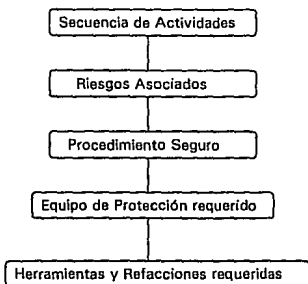 Secuencia de Actividades
Riesgos Asociados
Procedimiento Seguro
Equipo de Protección requerido
Herramientas y Refacciones requeridas